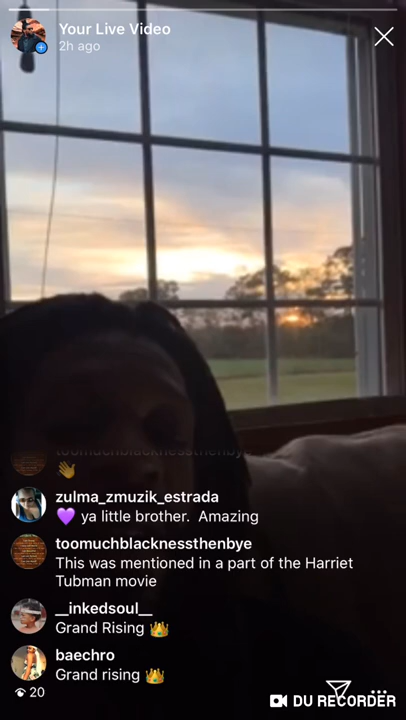 Your Live Video
2h ago
toomuchblacknessthenbye
👋
zulma_zmuzik_estrada
💜 ya little brother.  Amazing
toomuchblacknessthenbye
This was mentioned in a part of the Harriet
Tubman movie
__inkedsoul__
Grand Rising 👑
baechro
Grand rising 👑
20
DU RECORDER